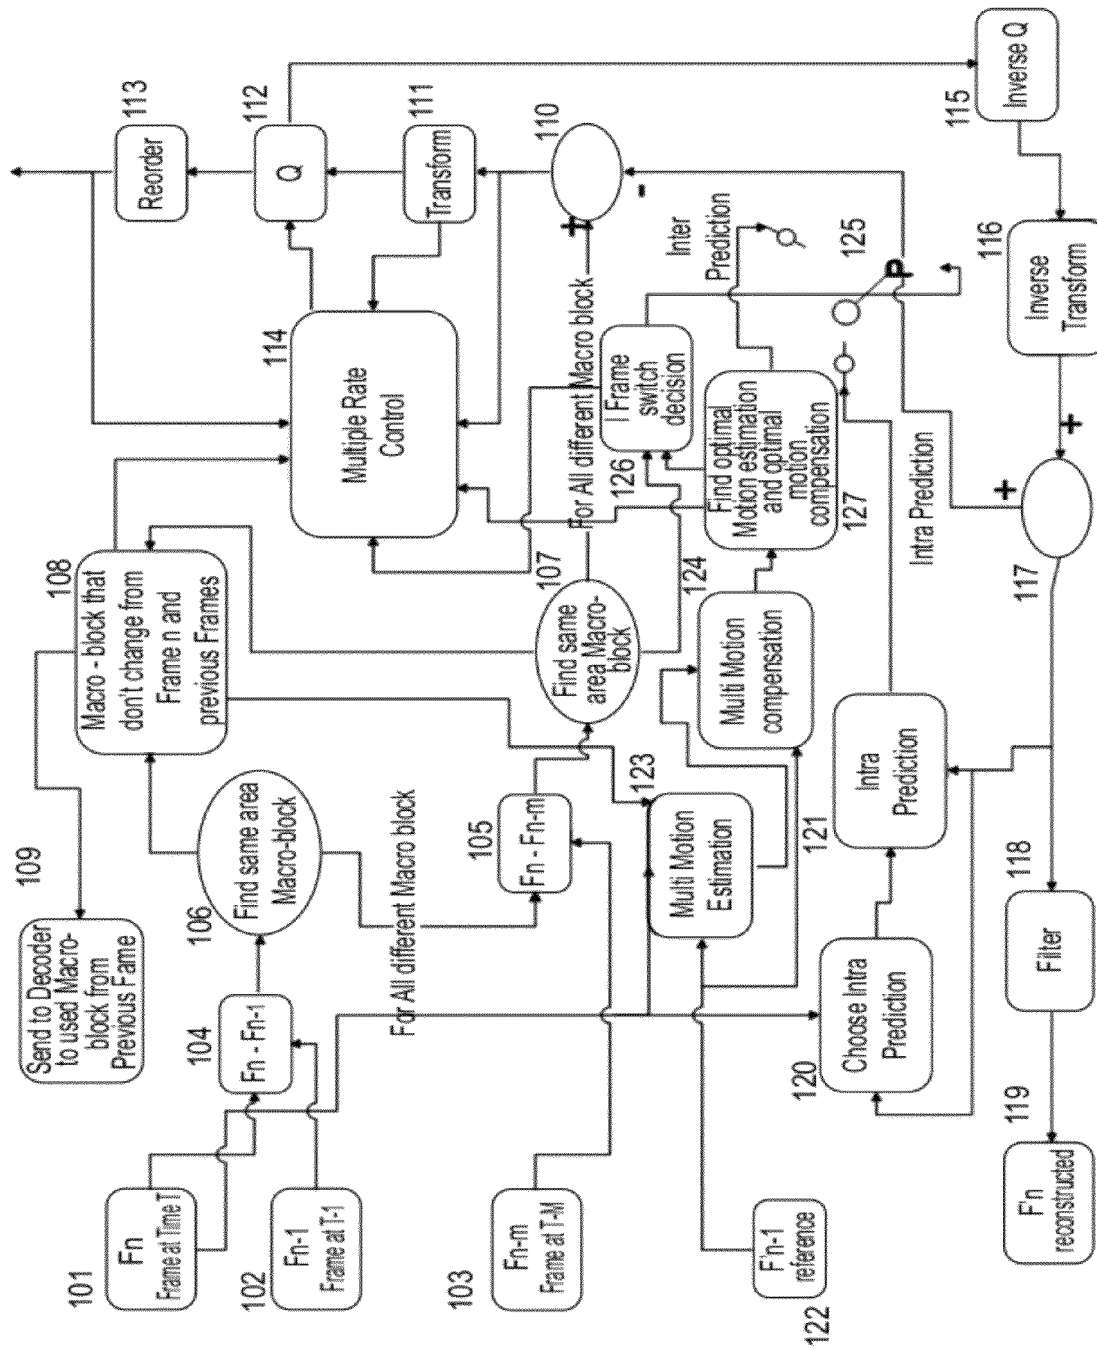 101
Fn
Frame at Time T
102
Fn-1
Frame at T-1
103
Fn-m
Frame at T-M
122
F'n-1
reference
109
Send to Decoder
to used Macro-
block from
Previous Fame
104
Fn - Fn-1
106
Find same area
Macro-block
For All different Macro block
105
Fn - Fn-m
108
Macro - block that
don't change from
Frame n and
previous Frames
107
Find same
area Macro-
block
For All different Macro block
123
Multi Motion
Estimation
124
Multi Motion
compensation
120
Choose Intra
Prediction
121
Intra
Prediction
119
F'n
reconstructed
118
Filter
117
+
+
Intra Prediction
127
Find optimal
Motion estimation
and optimal
motion
compensation
126
I Frame
switch
decision
114
Multiple Rate
Control
113
Reorder
112
Q
111
Transform
110
+
-
Inter
Prediction
125
P
116
Inverse
Transform
115
Inverse Q